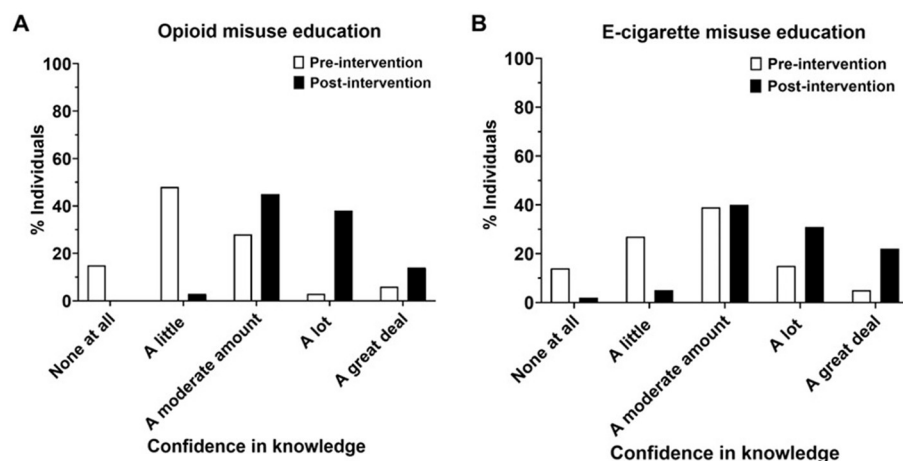 A
Opioid misuse education
Pre-intervention
Post-intervention
% Individuals
100
80
60
40
20
0
None at all
A little
A moderate amount
A lot
A great deal
Confidence in knowledge
B
E-cigarette misuse education
Pre-intervention
Post-intervention
% Individuals
100
80
60
40
20
0
None at all
A little
A moderate amount
A lot
A great deal
Confidence in knowledge